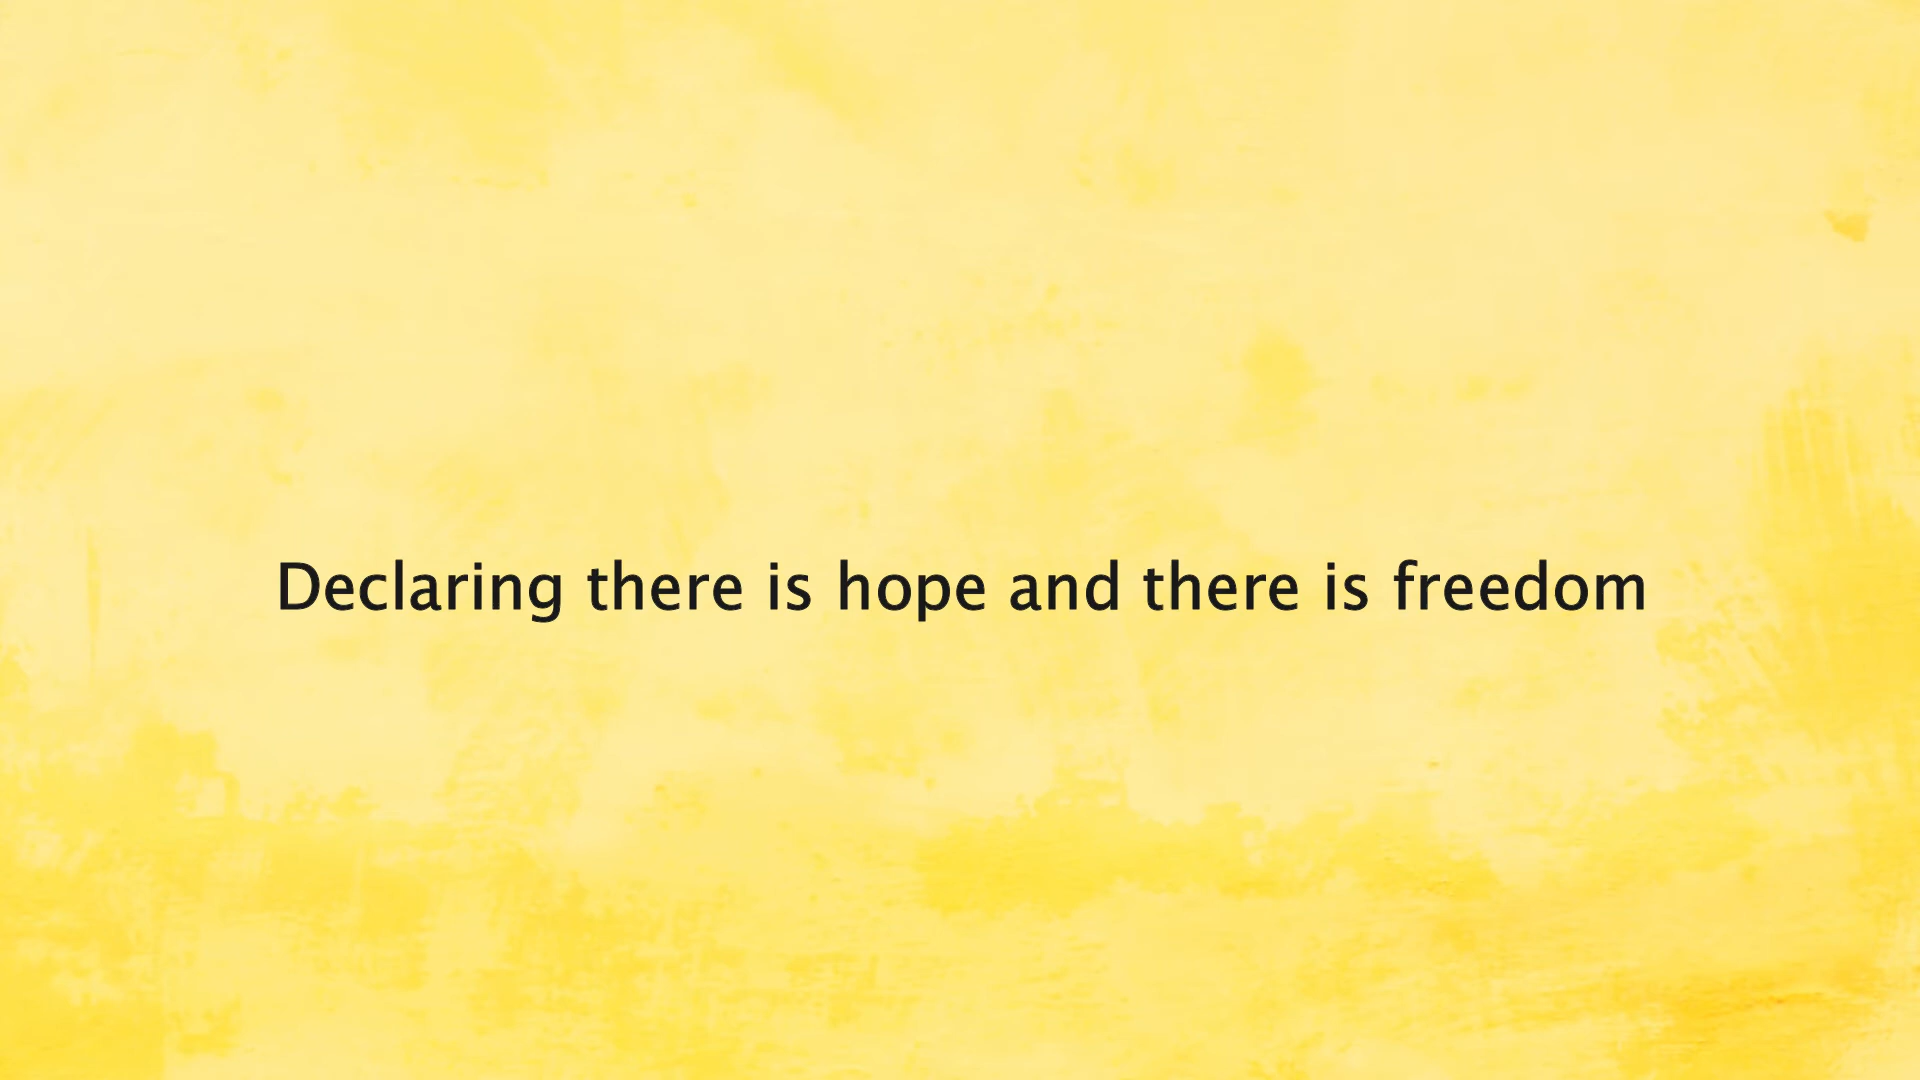 Declaring there is hope and there is freedom